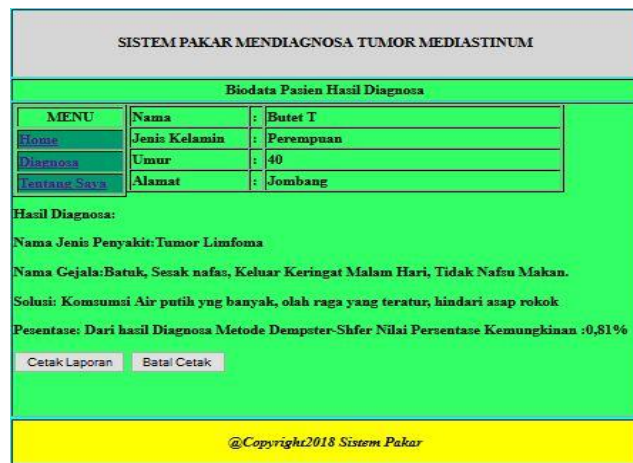 SISTEM PAKAR MENDIAGNOSA TUMOR MEDIASTINUM
Biodata Pasien Hasil Diagnosa
MENU
Home
Diagnosa
Tentang Saya
Nama : Butet T
Jenis Kelamin : Perempuan
Umur : 40
Alamat : Jombang
Hasil Diagnosa:
Nama Jenis Penyakit:Tumor Limfoma
Nama Gejala:Batuk, Sesak nafas, Keluar Keringat Malam Hari, Tidak Nafsu Makan.
Solusi: Komsumsi Air putih yng banyak, olah raga yang teratur, hindari asap rokok
Pesentase: Dari hasil Diagnosa Metode Dempster-Shfer Nilai Persentase Kemungkinan :0,81%
Cetak Laporan Batal Cetak
@Copyright2018 Sistem Pakar